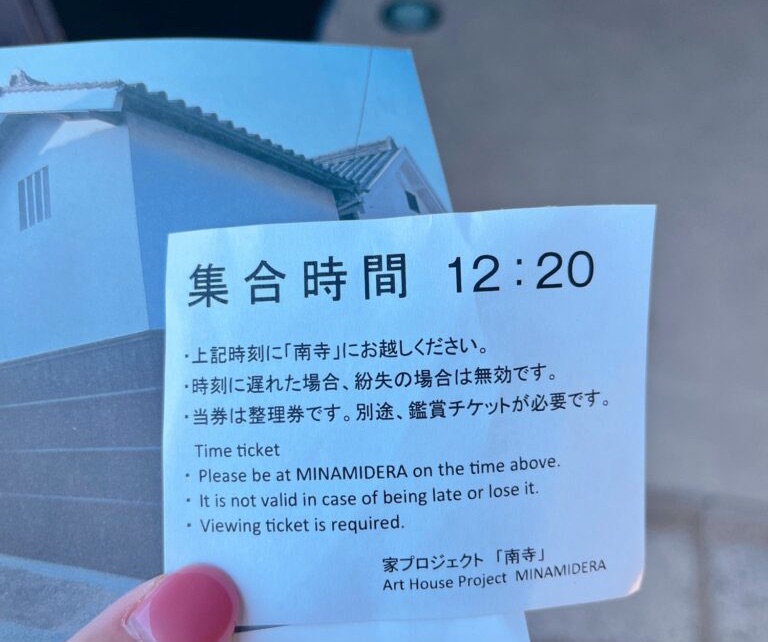 集合時間 12：20
・上記時刻に「南寺」にお越しください。
・時刻に遅れた場合、紛失の場合は無効です。
・当券は整理券です。別途、鑑賞チケットが必要です。
Time ticket
・ Please be at MINAMIDERA on the time above.
・ It is not valid in case of being late or lose it.
・ Viewing ticket is required.
家プロジェクト 「南寺」
Art House Project MINAMIDERA